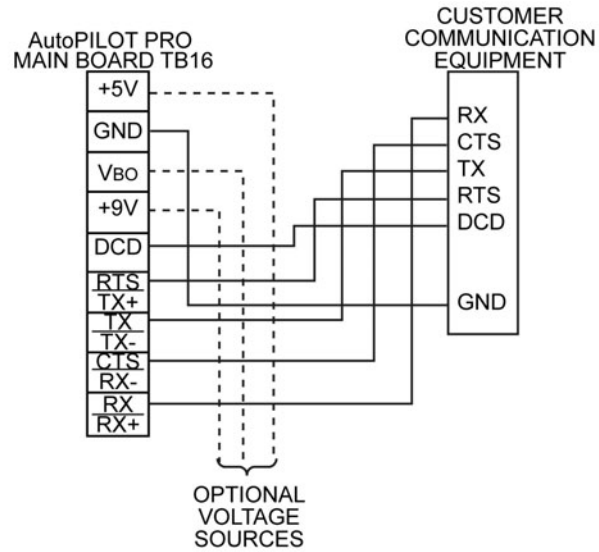 AutoPILOT PRO
MAIN BOARD TB16
+5V
GND
VBO
+9V
DCD
RTS
TX+
TX
TX-
CTS
RX-
RX
RX+
CUSTOMER
COMMUNICATION
EQUIPMENT
RX
CTS
TX
RTS
DCD
GND
OPTIONAL
VOLTAGE
SOURCES